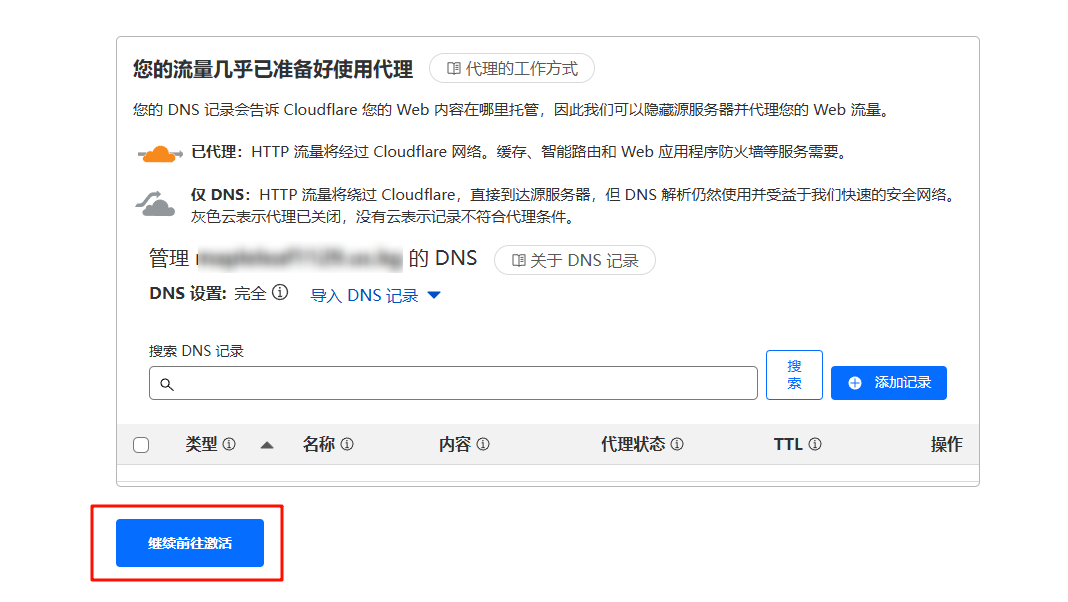 您的流量几乎已准备好使用代理 代理的工作方式
您的 DNS 记录会告诉 Cloudflare 您的 Web 内容在哪里托管，因此我们可以隐藏源服务器并代理您的 Web 流量。
已代理：HTTP 流量将经过 Cloudflare 网络。缓存、智能路由和 Web 应用程序防火墙等服务需要。
仅 DNS：HTTP 流量将绕过 Cloudflare，直接到达源服务器，但 DNS 解析仍然使用并受益于我们快速的安全网络。
灰色云表示代理已关闭，没有云表示记录不符合代理条件。
管理 的 DNS 关于 DNS 记录
DNS 设置: 完全 导入 DNS 记录
搜索 DNS 记录
搜
索
添加记录
类型 名称 内容 代理状态 TTL 操作
继续前往激活